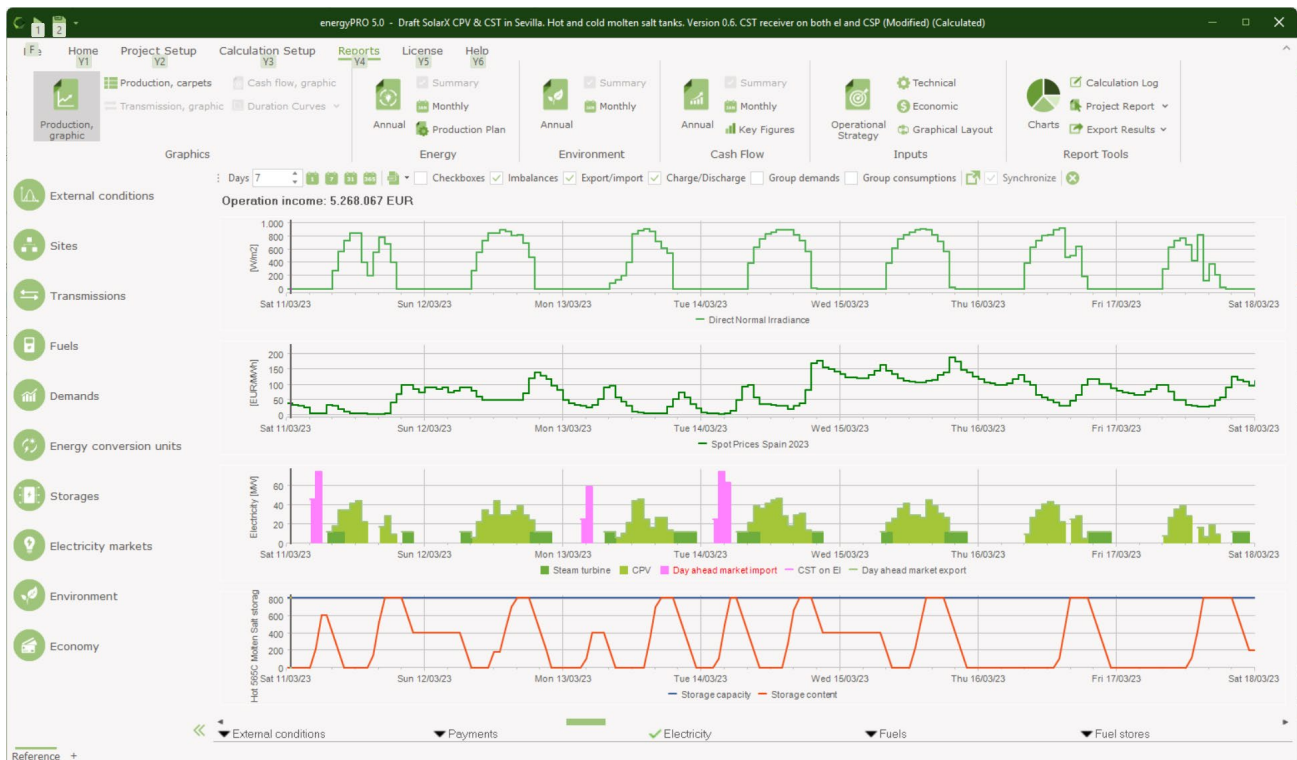 energyPRO 5.0 - Draft SolarX CPV & CST in Sevilla. Hot and cold molten salt tanks. Version 0.6. CST receiver on both el and CSP (Modified) (Calculated)
1 2
F Home Project Setup Calculation Setup Reports License Help
Y1 Y2 Y3 Y4 Y5 Y6
Production, graphic
Production, carpets
Transmission, graphic
Cash flow, graphic
Duration Curves
Graphics
Annual
Summary
Monthly
Production Plan
Energy
Annual
Summary
Monthly
Environment
Annual
Summary
Monthly
Key Figures
Cash Flow
Operational Strategy
Technical
Economic
Graphical Layout
Inputs
Charts
Calculation Log
Project Report
Export Results
Report Tools
External conditions
Sites
Transmissions
Fuels
Demands
Energy conversion units
Storages
Electricity markets
Environment
Economy
Days 7 1 7 31 365 Checkboxes Imbalances Export/import Charge/Discharge Group demands Group consumptions Synchronize
Operation income: 5.268.067 EUR
[W/m2]
1.000
800
600
400
200
0
Sat 11/03/23 Sun 12/03/23 Mon 13/03/23 Tue 14/03/23 Wed 15/03/23 Thu 16/03/23 Fri 17/03/23 Sat 18/03/23
Direct Normal Irradiance
[EUR/MWh]
200
150
100
50
0
Sat 11/03/23 Sun 12/03/23 Mon 13/03/23 Tue 14/03/23 Wed 15/03/23 Thu 16/03/23 Fri 17/03/23 Sat 18/03/23
Spot Prices Spain 2023
Electricity [MW]
60
40
20
0
Sat 11/03/23 Sun 12/03/23 Mon 13/03/23 Tue 14/03/23 Wed 15/03/23 Thu 16/03/23 Fri 17/03/23 Sat 18/03/23
Steam turbine CPV Day ahead market import CST on El Day ahead market export
Hot 565C Molten Salt storag
800
600
400
200
0
Sat 11/03/23 Sun 12/03/23 Mon 13/03/23 Tue 14/03/23 Wed 15/03/23 Thu 16/03/23 Fri 17/03/23 Sat 18/03/23
Storage capacity Storage content
External conditions Payments Electricity Fuels Fuel stores
Reference +